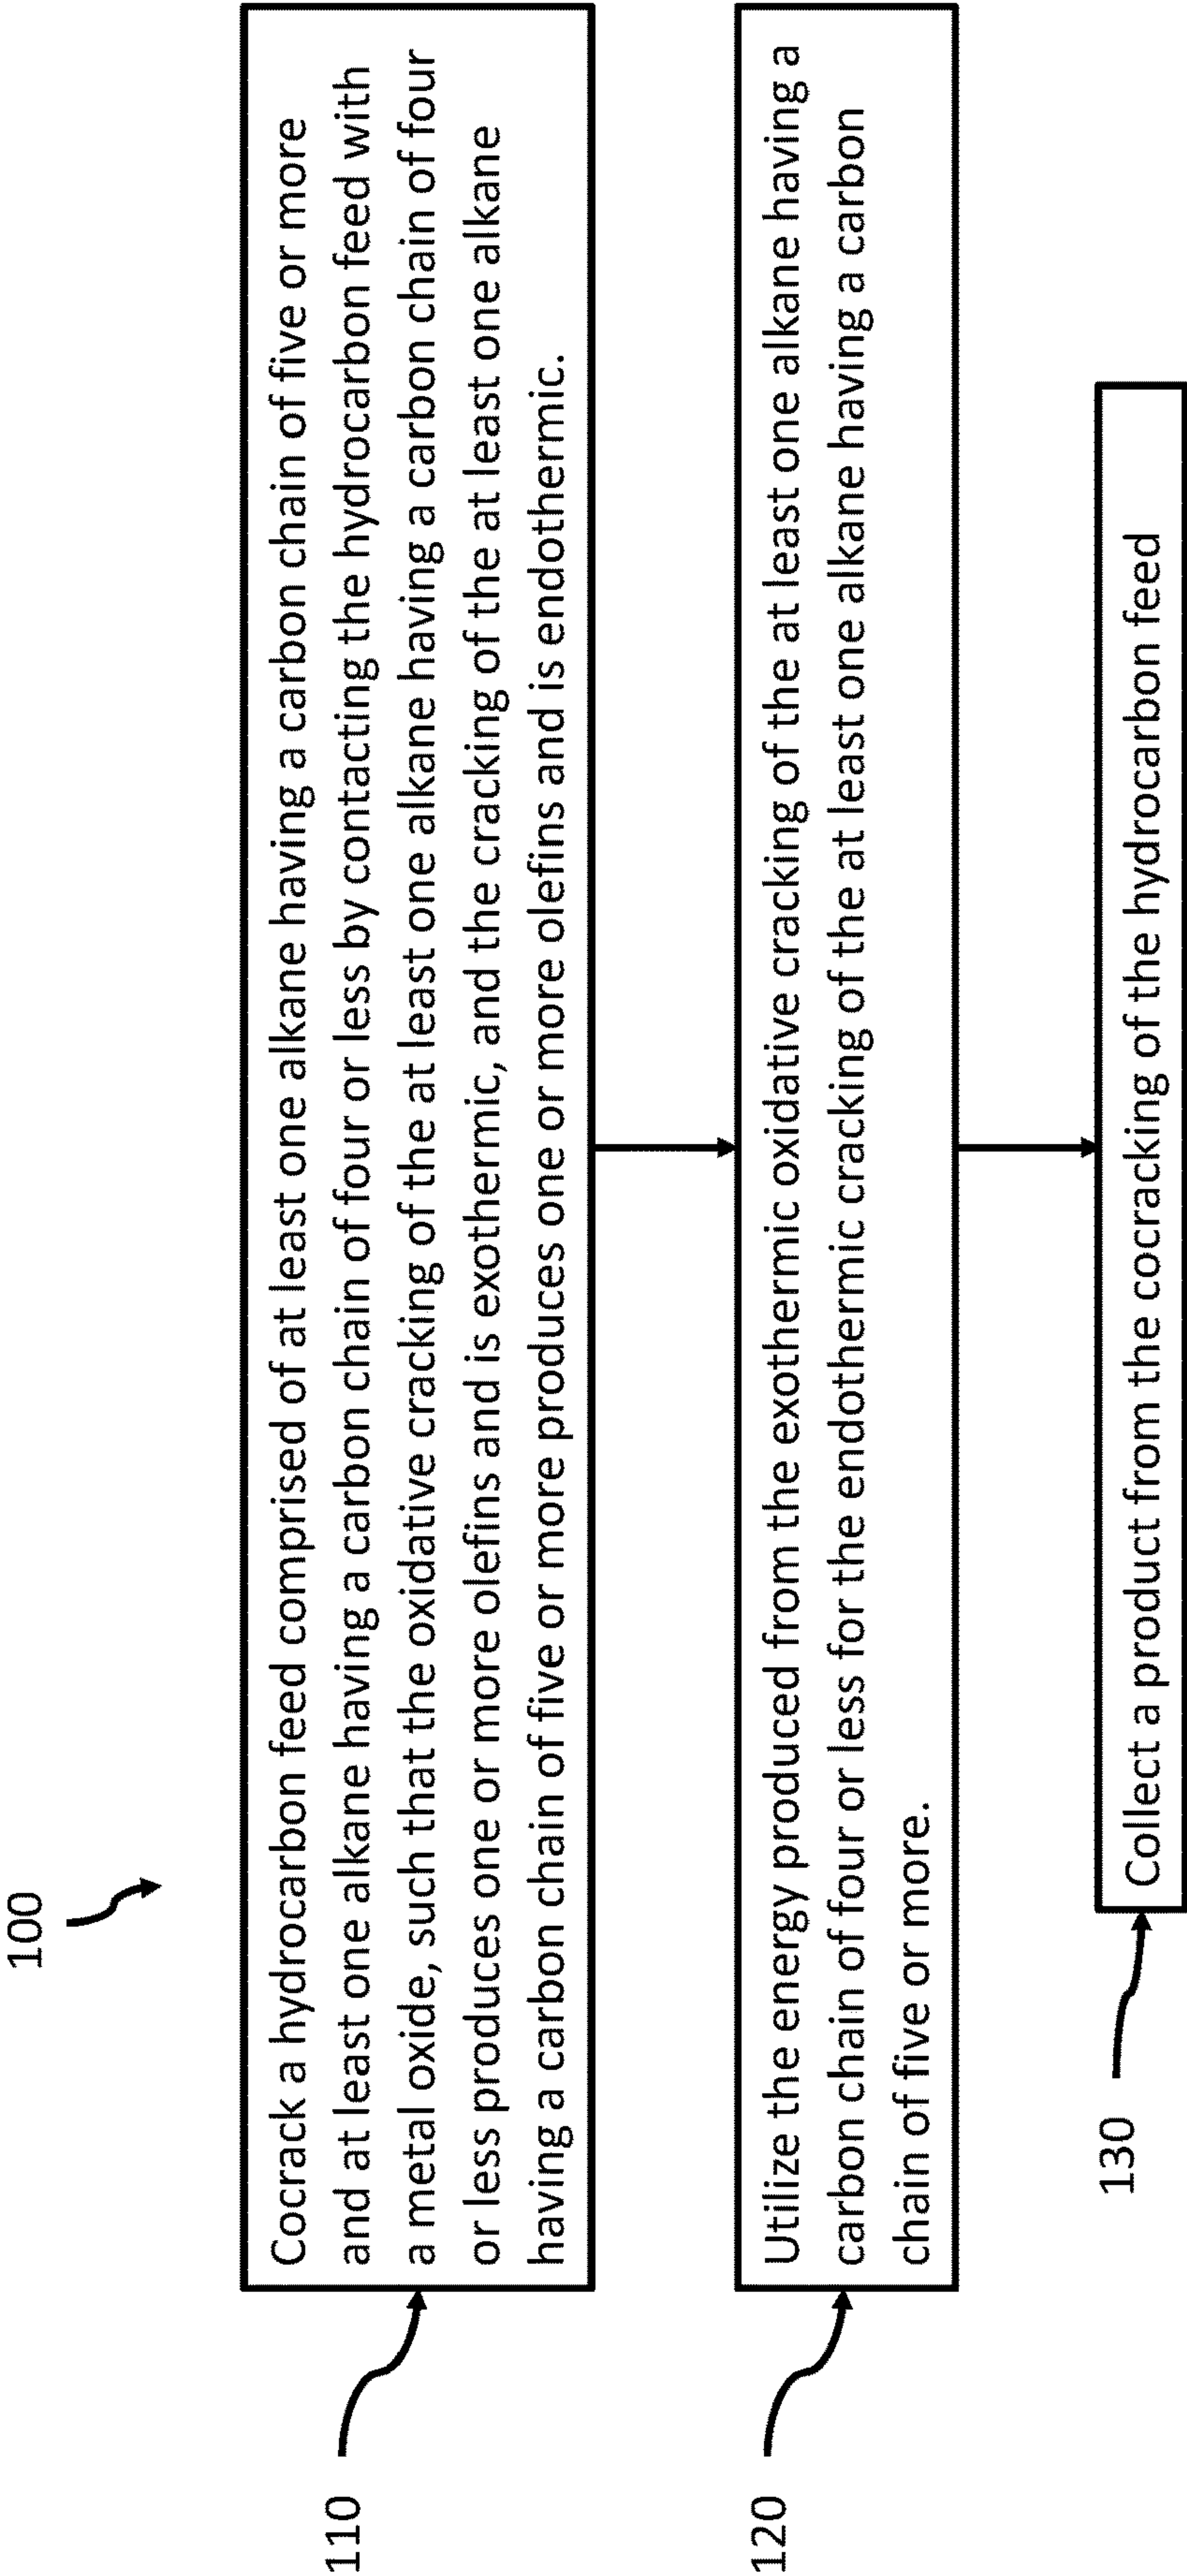 100
110
Cocrack a hydrocarbon feed comprised of at least one alkane having a carbon chain of five or more
and at least one alkane having a carbon chain of four or less by contacting the hydrocarbon feed with
a metal oxide, such that the oxidative cracking of the at least one alkane having a carbon chain of four
or less produces one or more olefins and is exothermic, and the cracking of the at least one alkane
having a carbon chain of five or more produces one or more olefins and is endothermic.
120
Utilize the energy produced from the exothermic oxidative cracking of the at least one alkane having a
carbon chain of four or less for the endothermic cracking of the at least one alkane having a carbon
chain of five or more.
130
Collect a product from the cocracking of the hydrocarbon feed